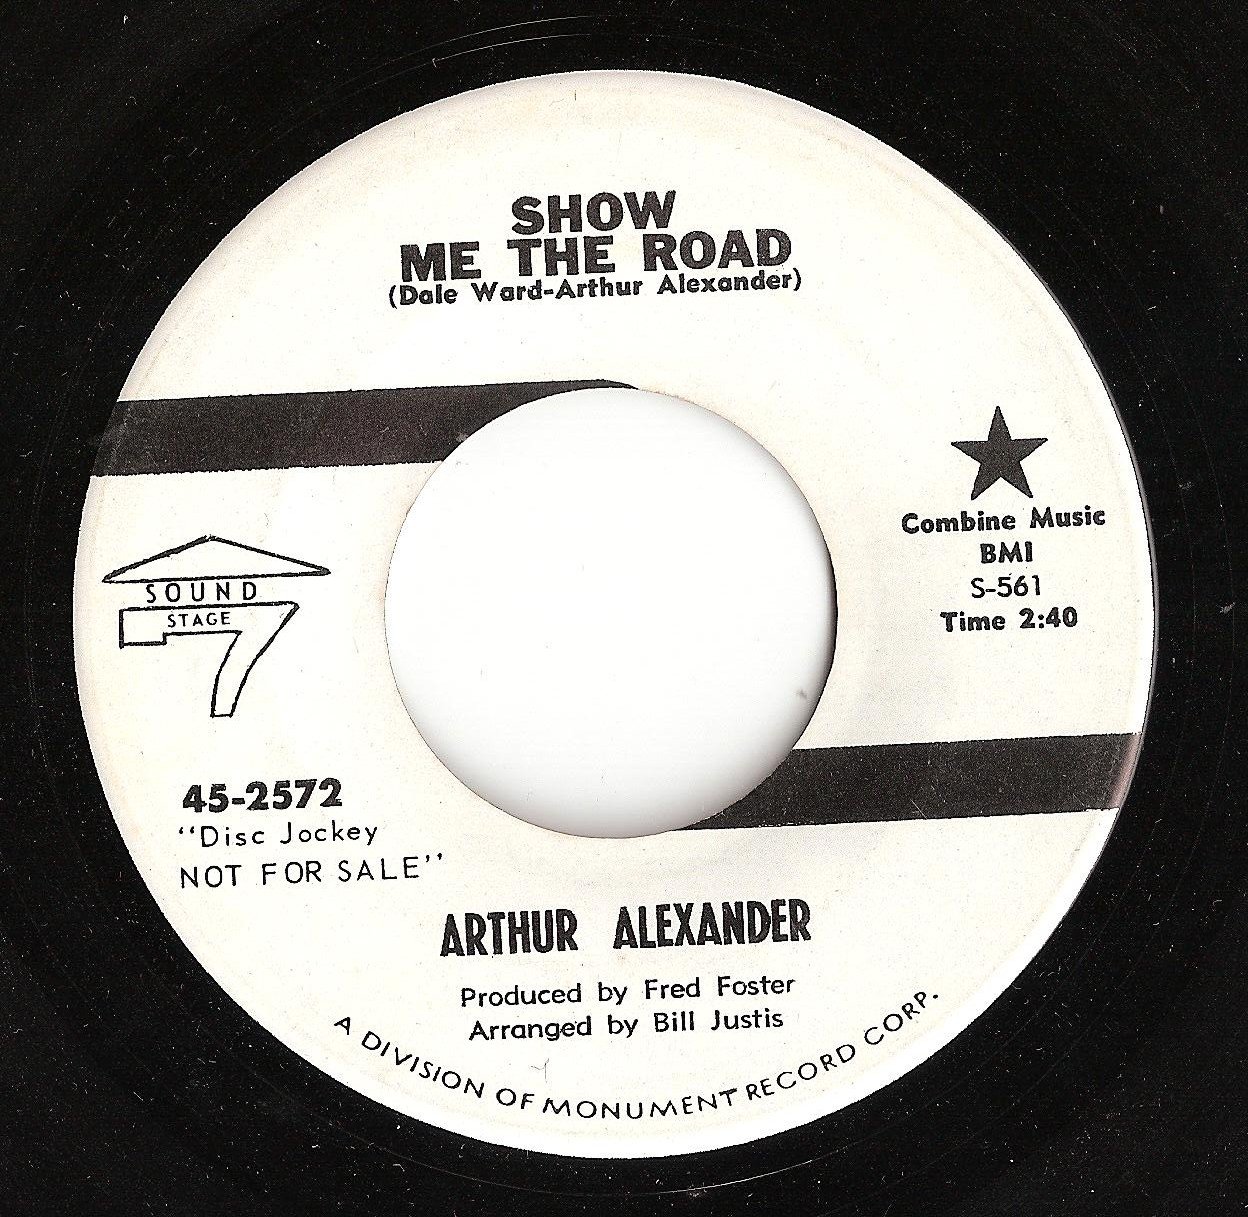 SHOW
ME THE ROAD
(Dale Ward-Arthur Alexander)
Combine Music
BMI
S-561
Time 2:40
SOUND
STAGE
7
45-2572
"Disc Jockey
NOT FOR SALE"
ARTHUR ALEXANDER
Produced by Fred Foster
Arranged by Bill Justis
A DIVISION OF MONUMENT RECORD CORP.